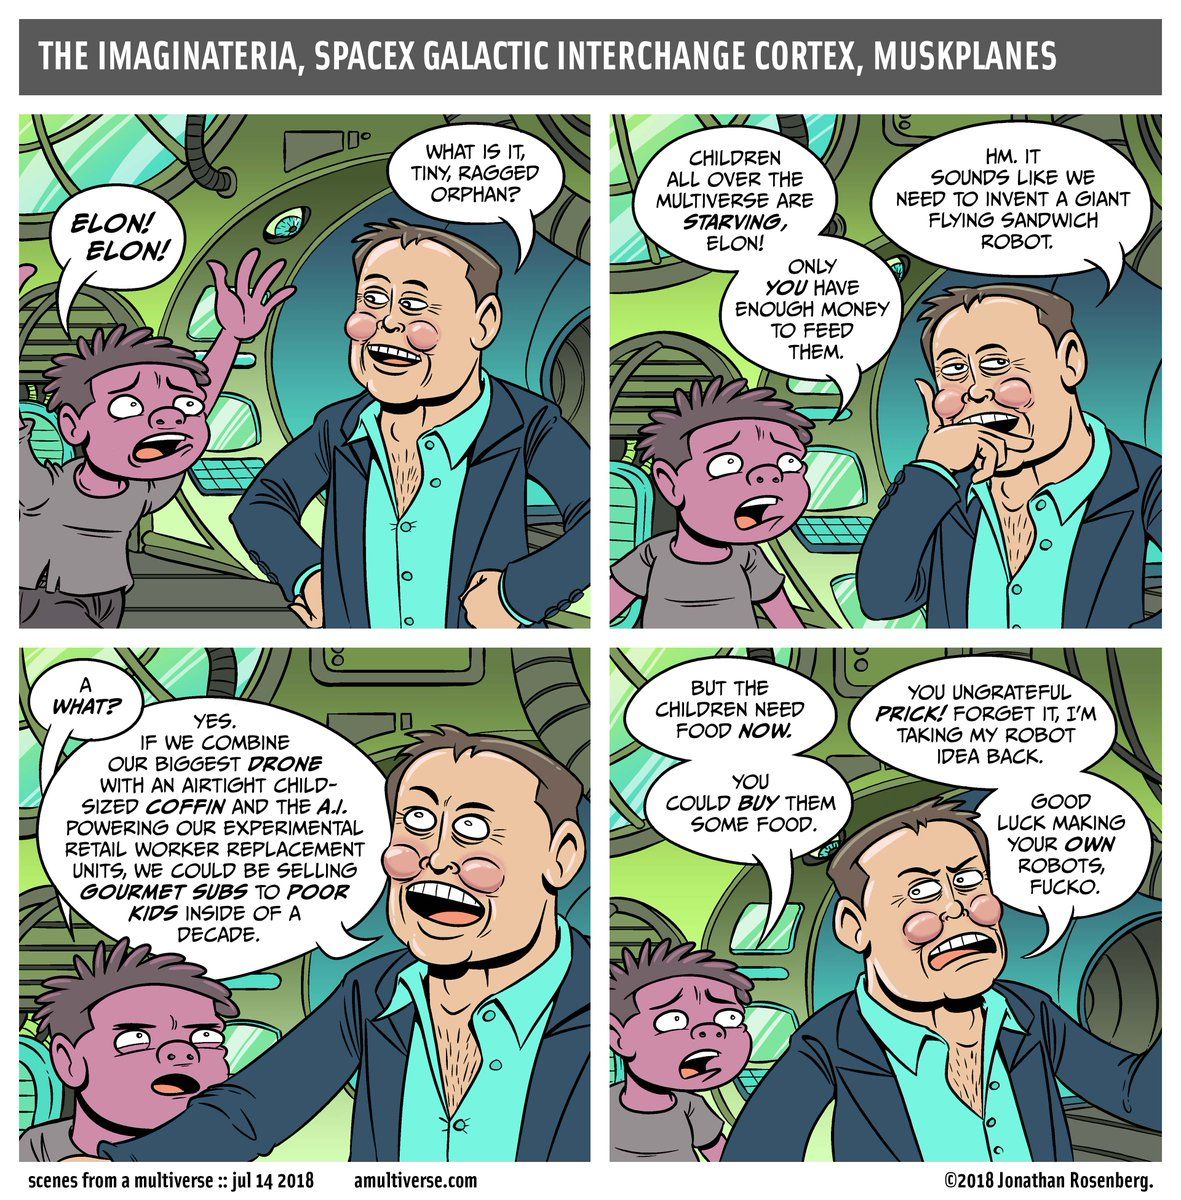 THE IMAGINATERIA, SPACEX GALACTIC INTERCHANGE CORTEX, MUSKPLANES
ELON!
ELON!
WHAT IS IT,
TINY, RAGGED
ORPHAN?
CHILDREN
ALL OVER THE
MULTIVERSE ARE
STARVING,
ELON!
ONLY
YOU HAVE
ENOUGH MONEY
TO FEED
THEM.
HM. IT
SOUNDS LIKE WE
NEED TO INVENT A GIANT
FLYING SANDWICH
ROBOT.
A
WHAT?
YES.
IF WE COMBINE
OUR BIGGEST DRONE
WITH AN AIRTIGHT CHILD-
SIZED COFFIN AND THE A.I.
POWERING OUR EXPERIMENTAL
RETAIL WORKER REPLACEMENT
UNITS, WE COULD BE SELLING
GOURMET SUBS TO POOR
KIDS INSIDE OF A
DECADE.
BUT THE
CHILDREN NEED
FOOD NOW.
YOU
COULD BUY THEM
SOME FOOD.
YOU UNGRATEFUL
PRICK! FORGET IT, I'M
TAKING MY ROBOT
IDEA BACK.
GOOD
LUCK MAKING
YOUR OWN
ROBOTS,
FUCKO.
scenes from a multiverse :: jul 14 2018 amultiverse.com ©2018 Jonathan Rosenberg.